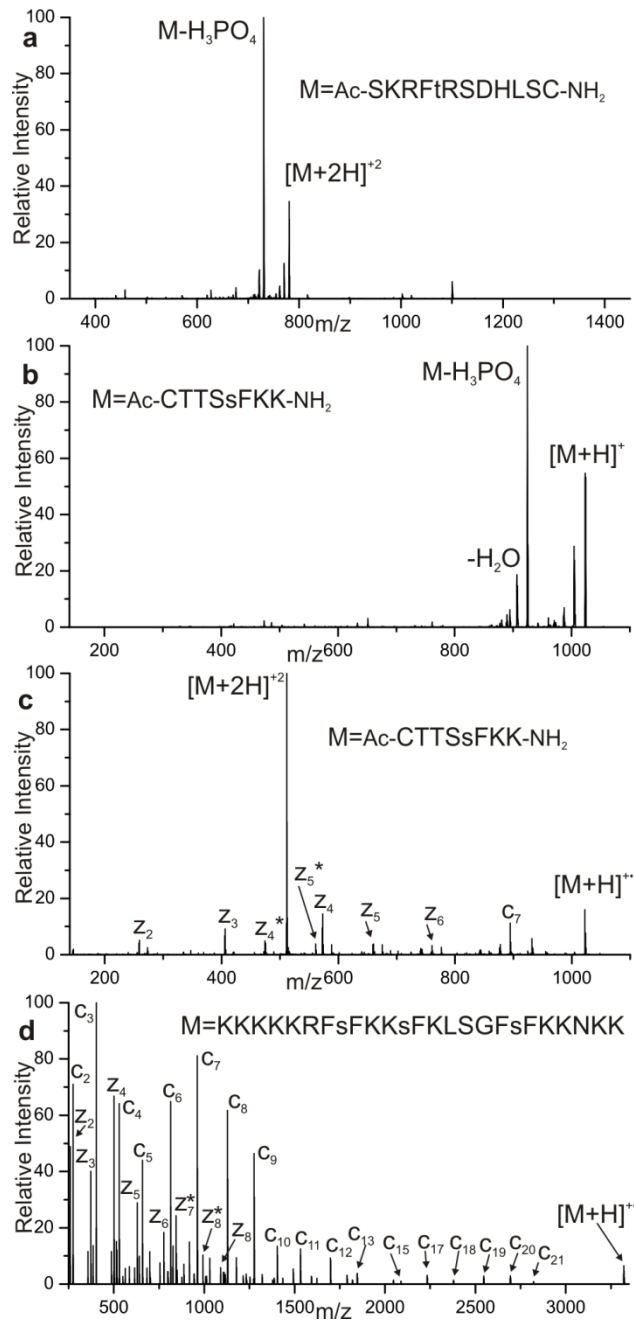 a
M-H₃PO₄
M=Ac-SKRFtRSDHLSC-NH₂
[M+2H]⁺²
Relative Intensity
100
80
60
40
20
0
400 600 800 1000 1200 1400
m/z
b
M-H₃PO₄
M=Ac-CTTSsFKK-NH₂
[M+H]⁺
-H₂O
Relative Intensity
100
80
60
40
20
0
200 400 600 800 1000
m/z
c
[M+2H]⁺²
M=Ac-CTTSsFKK-NH₂
z₂ z₃ z₄* z₅* z₄ z₅ z₆ c₇ [M+H]⁺•
Relative Intensity
100
80
60
40
20
0
200 400 600 800 1000
m/z
d
M=KKKKKRFsFKKsFKLSGFsFKKNKK
c₃
c₂ z₂ z₃ z₄ c₄ z₅ c₅ z₆ c₆ z₇* c₇ z₈* z₈ c₈ c₉
c₁₀ c₁₁ c₁₂ c₁₃ c₁₅ c₁₇ c₁₈ c₁₉ c₂₀ c₂₁
Relative Intensity
100
80
60
40
20
0
500 1000 1500 2000 2500 3000
m/z